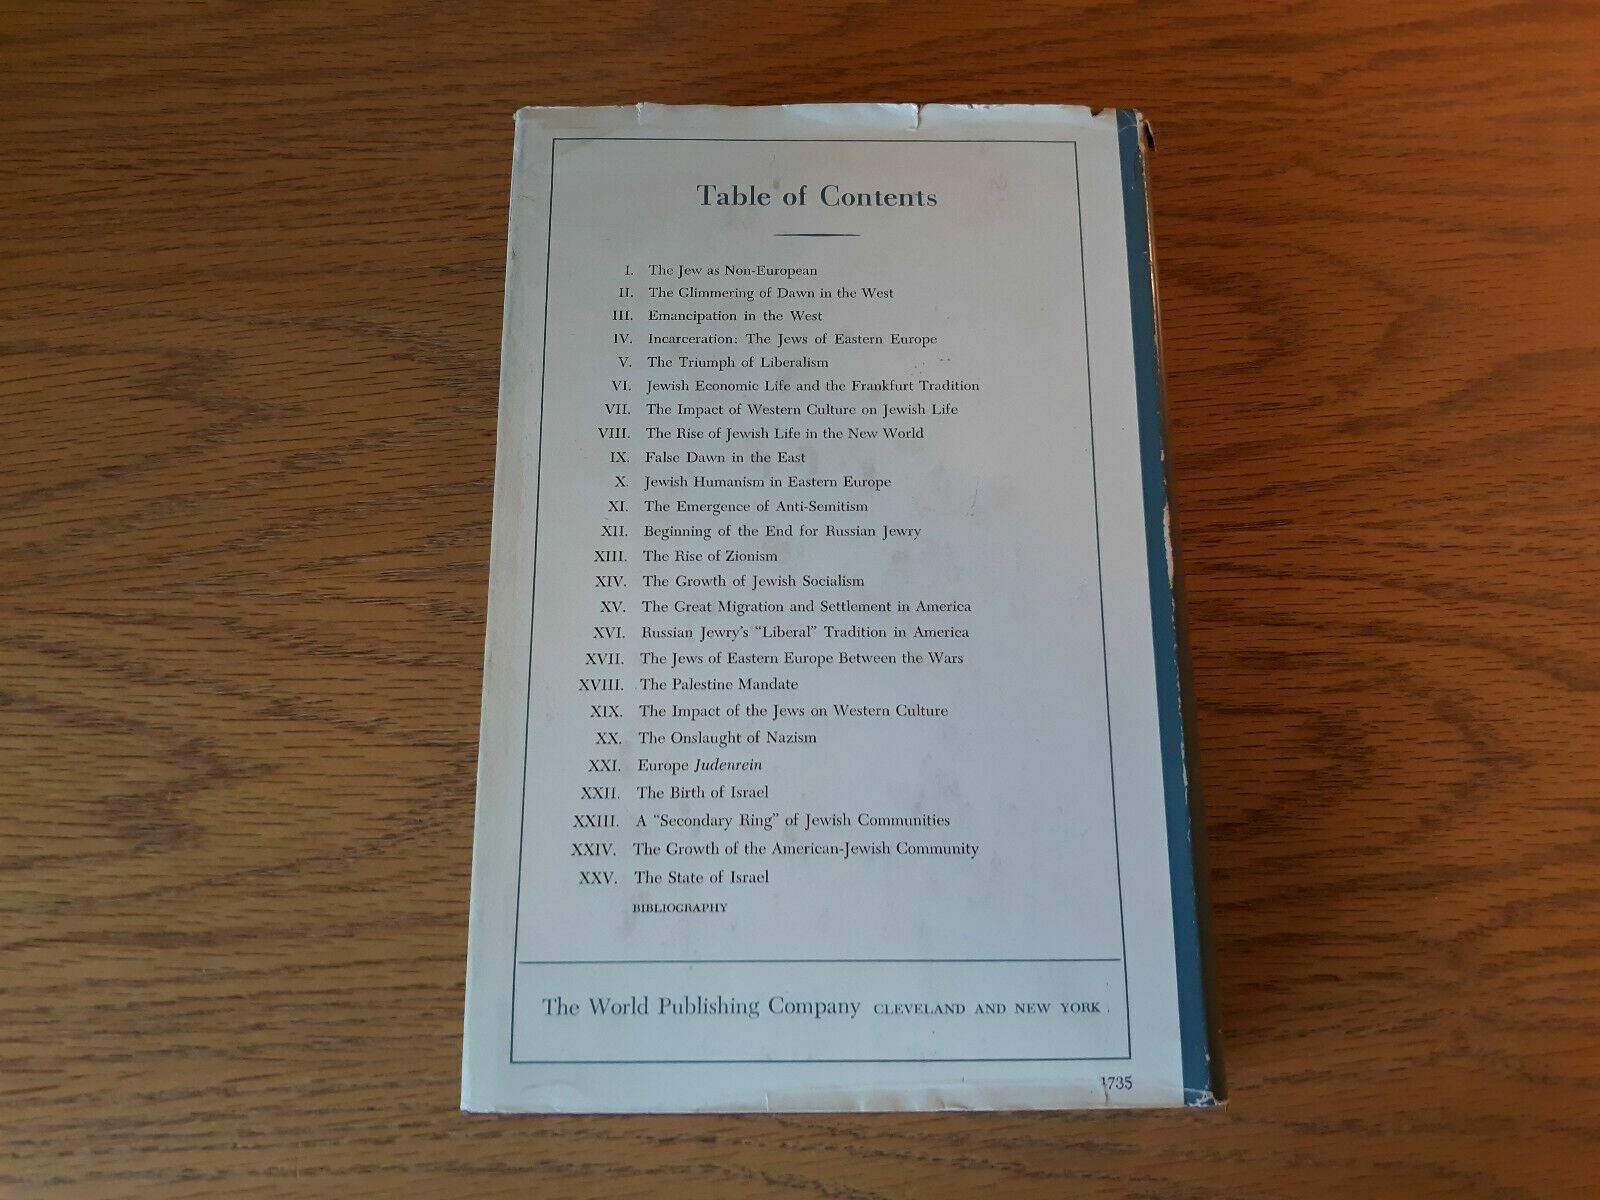 Table of Contents
I. The Jew as Non-European
II. The Glimmering of Dawn in the West
III. Emancipation in the West
IV. Incarceration: The Jews of Eastern Europe
V. The Triumph of Liberalism
VI. Jewish Economic Life and the Frankfurt Tradition
VII. The Impact of Western Culture on Jewish Life
VIII. The Rise of Jewish Life in the New World
IX. False Dawn in the East
X. Jewish Humanism in Eastern Europe
XI. The Emergence of Anti-Semitism
XII. Beginning of the End for Russian Jewry
XIII. The Rise of Zionism
XIV. The Growth of Jewish Socialism
XV. The Great Migration and Settlement in America
XVI. Russian Jewry's "Liberal" Tradition in America
XVII. The Jews of Eastern Europe Between the Wars
XVIII. The Palestine Mandate
XIX. The Impact of the Jews on Western Culture
XX. The Onslaught of Nazism
XXI. Europe Judenrein
XXII. The Birth of Israel
XXIII. A "Secondary Ring" of Jewish Communities
XXIV. The Growth of the American-Jewish Community
XXV. The State of Israel
BIBLIOGRAPHY
The World Publishing Company CLEVELAND AND NEW YORK
1735